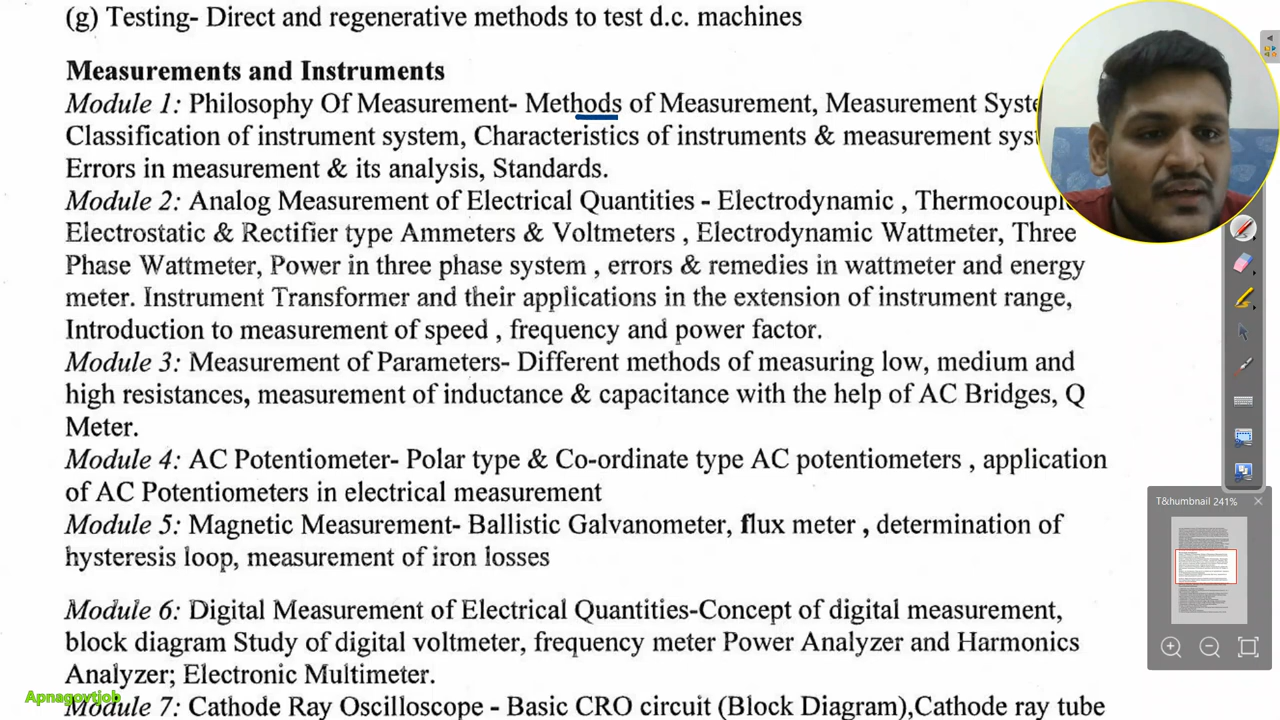 (g) Testing- Direct and regenerative methods to test d.c. machines
Measurements and Instruments
Module 1: Philosophy Of Measurement- Methods of Measurement, Measurement
Classification of instrument system, Characteristics of instruments & measurement
Errors in measurement & its analysis, Standards.
Module 2: Analog Measurement of Electrical Quantities - Electrodynamic ,
Electrostatic & Rectifier type Ammeters & Voltmeters , Electrodynamic Wattmeter, Three
Phase Wattmeter, Power in three phase system , errors & remedies in wattmeter and energy
meter. Instrument Transformer and their applications in the extension of instrument range,
Introduction to measurement of speed , frequency and power factor.
Module 3: Measurement of Parameters- Different methods of measuring low, medium and
high resistances, measurement of inductance & capacitance with the help of AC Bridges, Q
Meter.
Module 4: AC Potentiometer- Polar type & Co-ordinate type AC potentiometers , application
of AC Potentiometers in electrical measurement
Module 5: Magnetic Measurement- Ballistic Galvanometer, flux meter , determination of
hysteresis loop, measurement of iron losses
Module 6: Digital Measurement of Electrical Quantities-Concept of digital measurement,
block diagram Study of digital voltmeter, frequency meter Power Analyzer and Harmonics
Analyzer; Electronic Multimeter.
Module 7: Cathode Ray Oscilloscope - Basic CRO circuit (Block Diagram),Cathode ray tube
T&humbnail 241%
Apnagovtjob